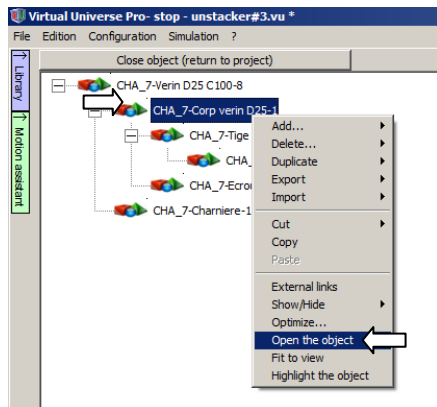 Virtual Universe Pro- stop - unstacker#3.vu *
File Edition Configuration Simulation ?
Close object (return to project)
Library
Motion assistant
CHA_7-Verin D25 C100-8
CHA_7-Corp verin D25-1
CHA_7-Tige
CHA_
CHA_7-Ecrou
CHA_7-Charniere-1
Add...
Delete...
Duplicate
Export
Import
Cut
Copy
Paste
External links
Show/Hide
Optimize...
Open the object
Fit to view
Highlight the object